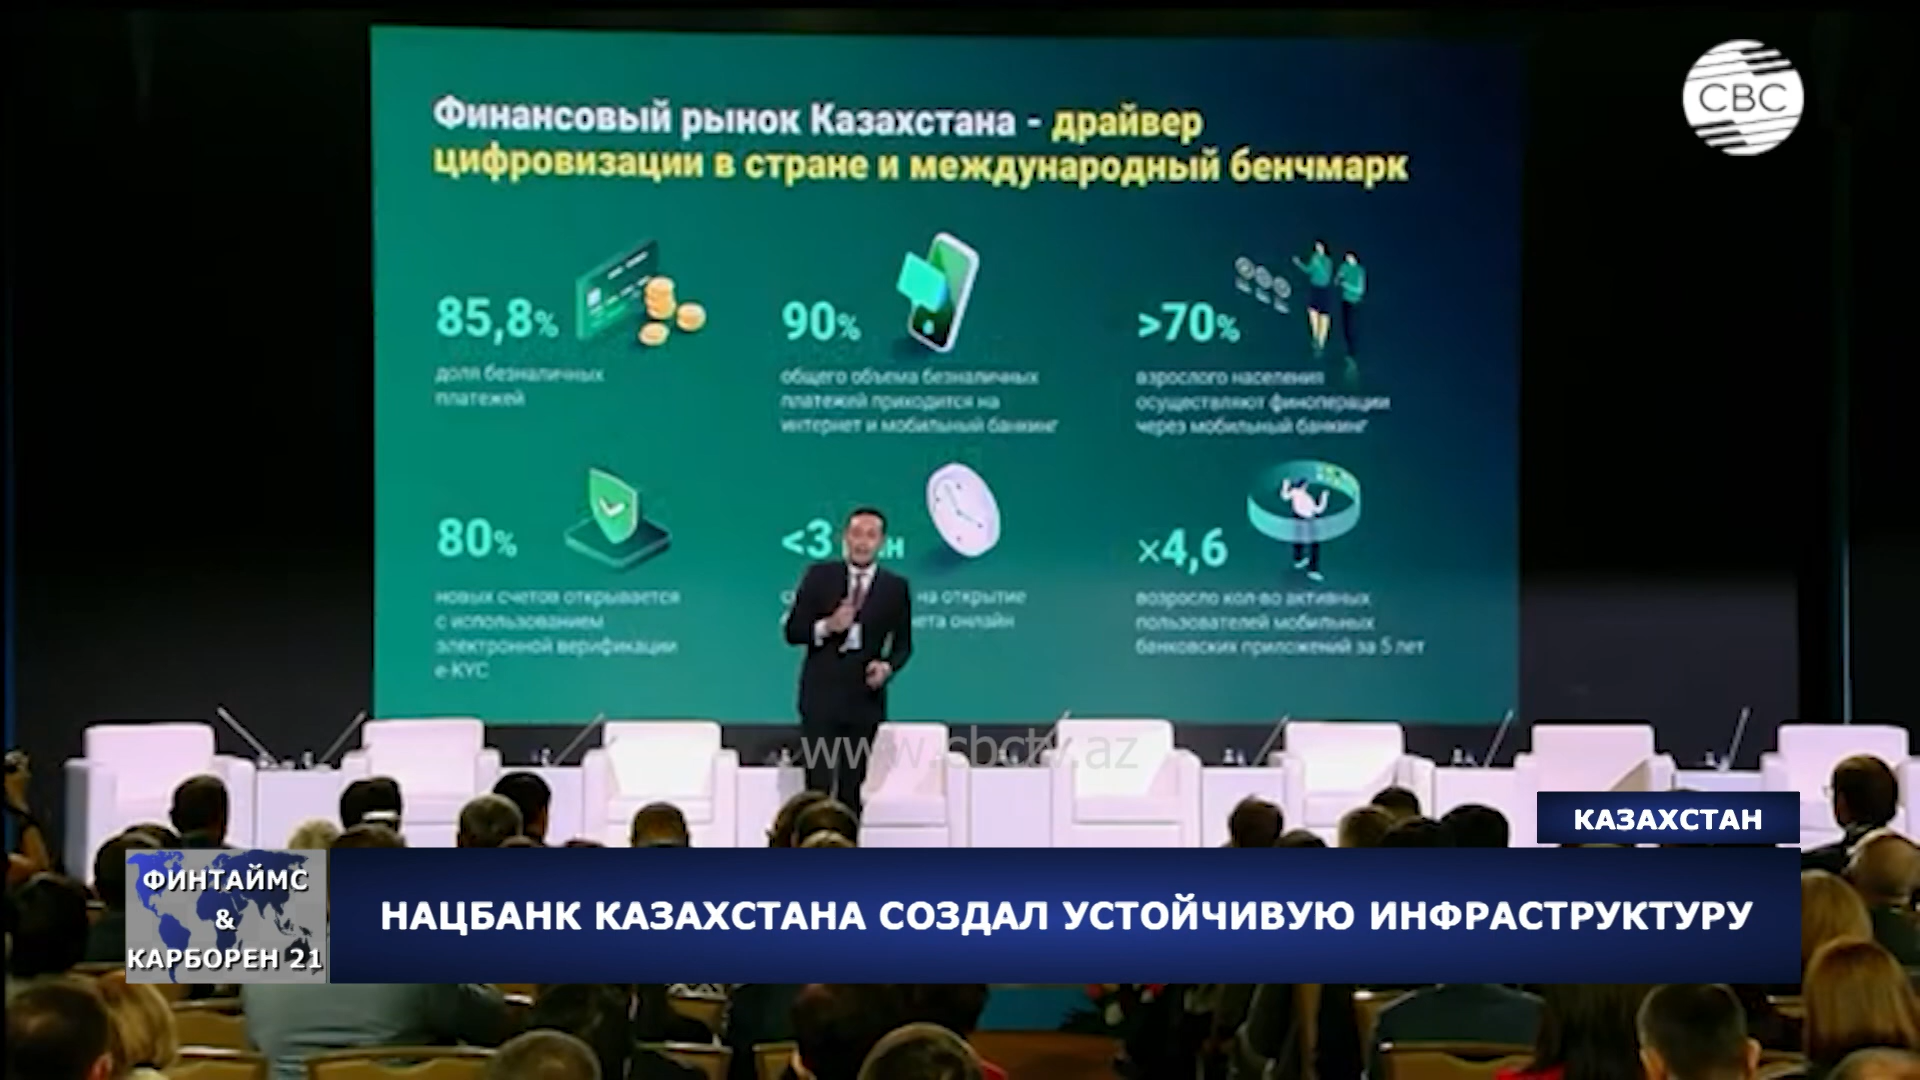 CBC
Финансовый рынок Казахстана - драйвер
цифровизации в стране и международный бенчмарк
85,8%
доля безналичных
платежей
90%
общего объема безналичных
платежей приходится на
интернет и мобильный банкинг
>70%
взрослого населения
осуществляют финоперации
через мобильный банкинг
80%
новых счетов открывается
с использованием
электронной верификации
e-KYC
<3
на открытие
онлайн
×4,6
возросло кол-во активных
пользователей мобильных
банковских приложений за 5 лет
www.cbctv.az
КАЗАХСТАН
ФИНТАЙМС
&
КАРБОРЕН 21
НАЦБАНК КАЗАХСТАНА СОЗДАЛ УСТОЙЧИВУЮ ИНФРАСТРУКТУРУ